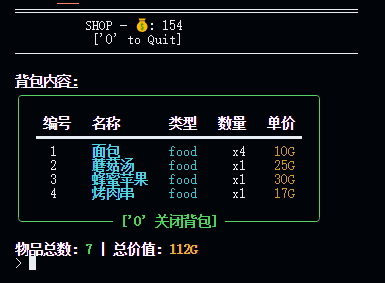 SHOP - 💰: 154
['0' to Quit]
背包内容:
编号 名称 类型 数量 单价
1 面包 food x4 10G
2 蘑菇汤 food x1 25G
3 蜂蜜苹果 food x1 30G
4 烤肉串 food x1 17G
['0' 关闭背包]
物品总数: 7 | 总价值: 112G
>